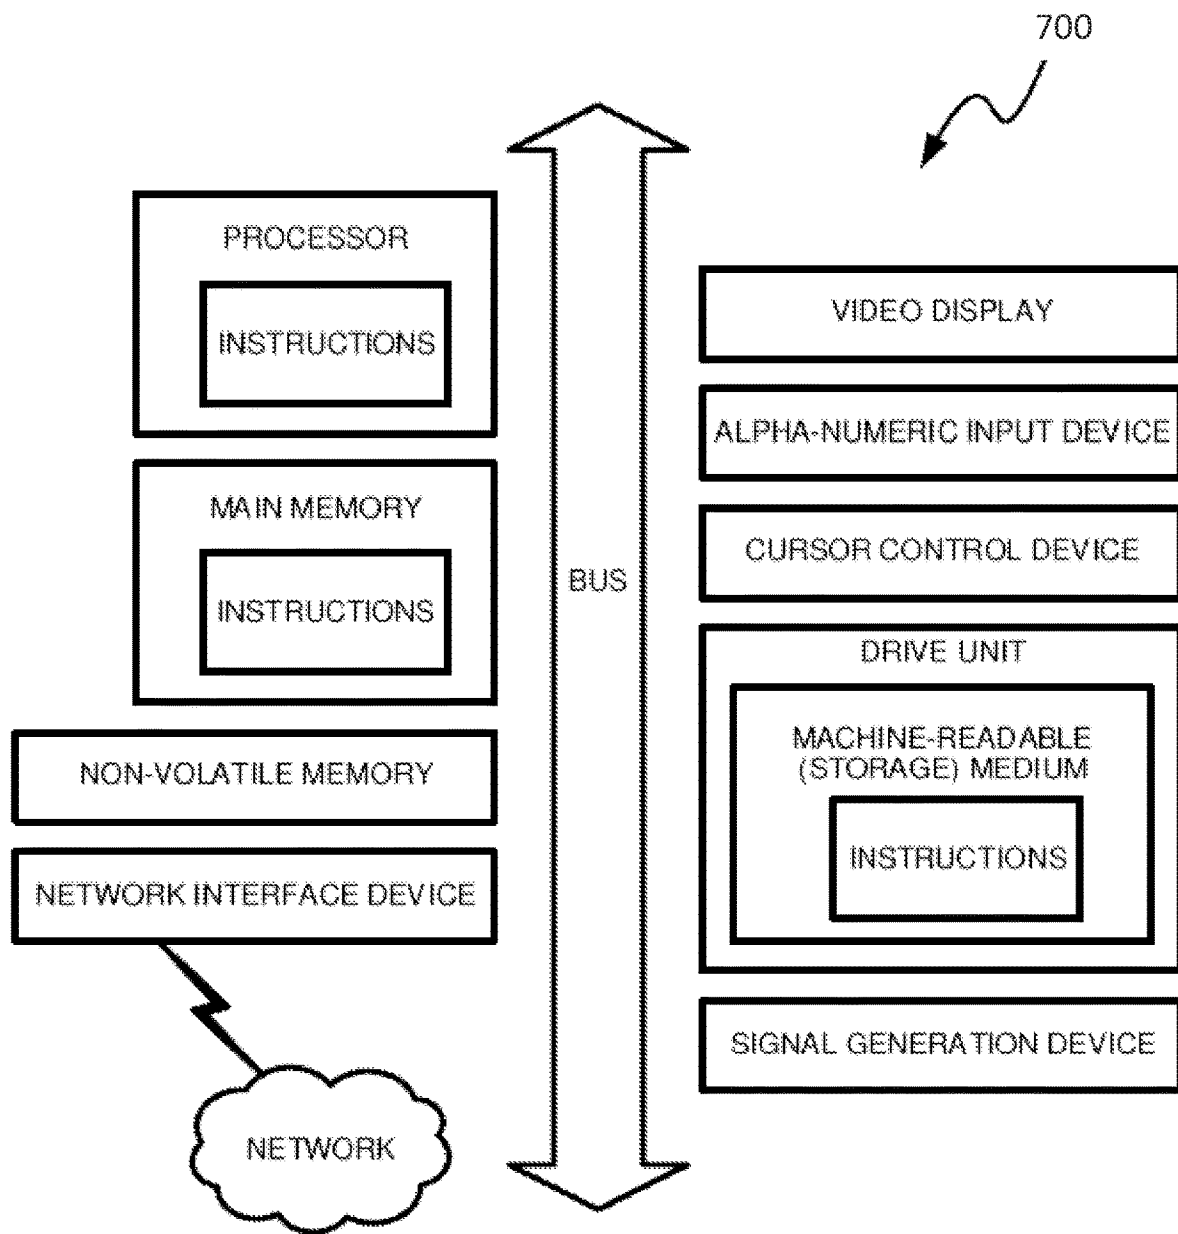 700
PROCESSOR
INSTRUCTIONS
MAIN MEMORY
INSTRUCTIONS
NON-VOLATILE MEMORY
NETWORK INTERFACE DEVICE
NETWORK
BUS
VIDEO DISPLAY
ALPHA-NUMERIC INPUT DEVICE
CURSOR CONTROL DEVICE
DRIVE UNIT
MACHINE-READABLE
(STORAGE) MEDIUM
INSTRUCTIONS
SIGNAL GENERATION DEVICE